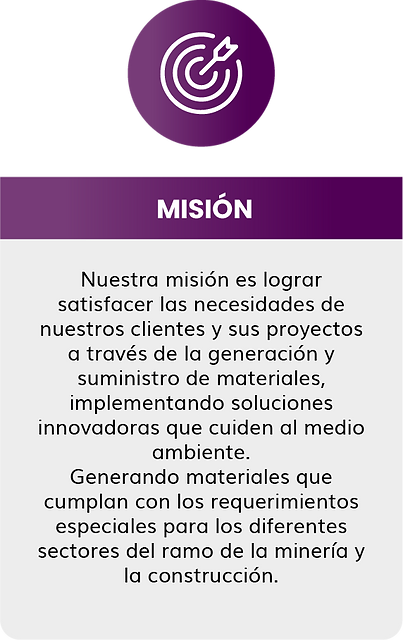 MISIÓN
Nuestra misión es lograr
satisfacer las necesidades de
nuestros clientes y sus proyectos
a través de la generación y
suministro de materiales,
implementando soluciones
innovadoras que cuiden al medio
ambiente.
Generando materiales que
cumplan con los requerimientos
especiales para los diferentes
sectores del ramo de la minería y
la construcción.